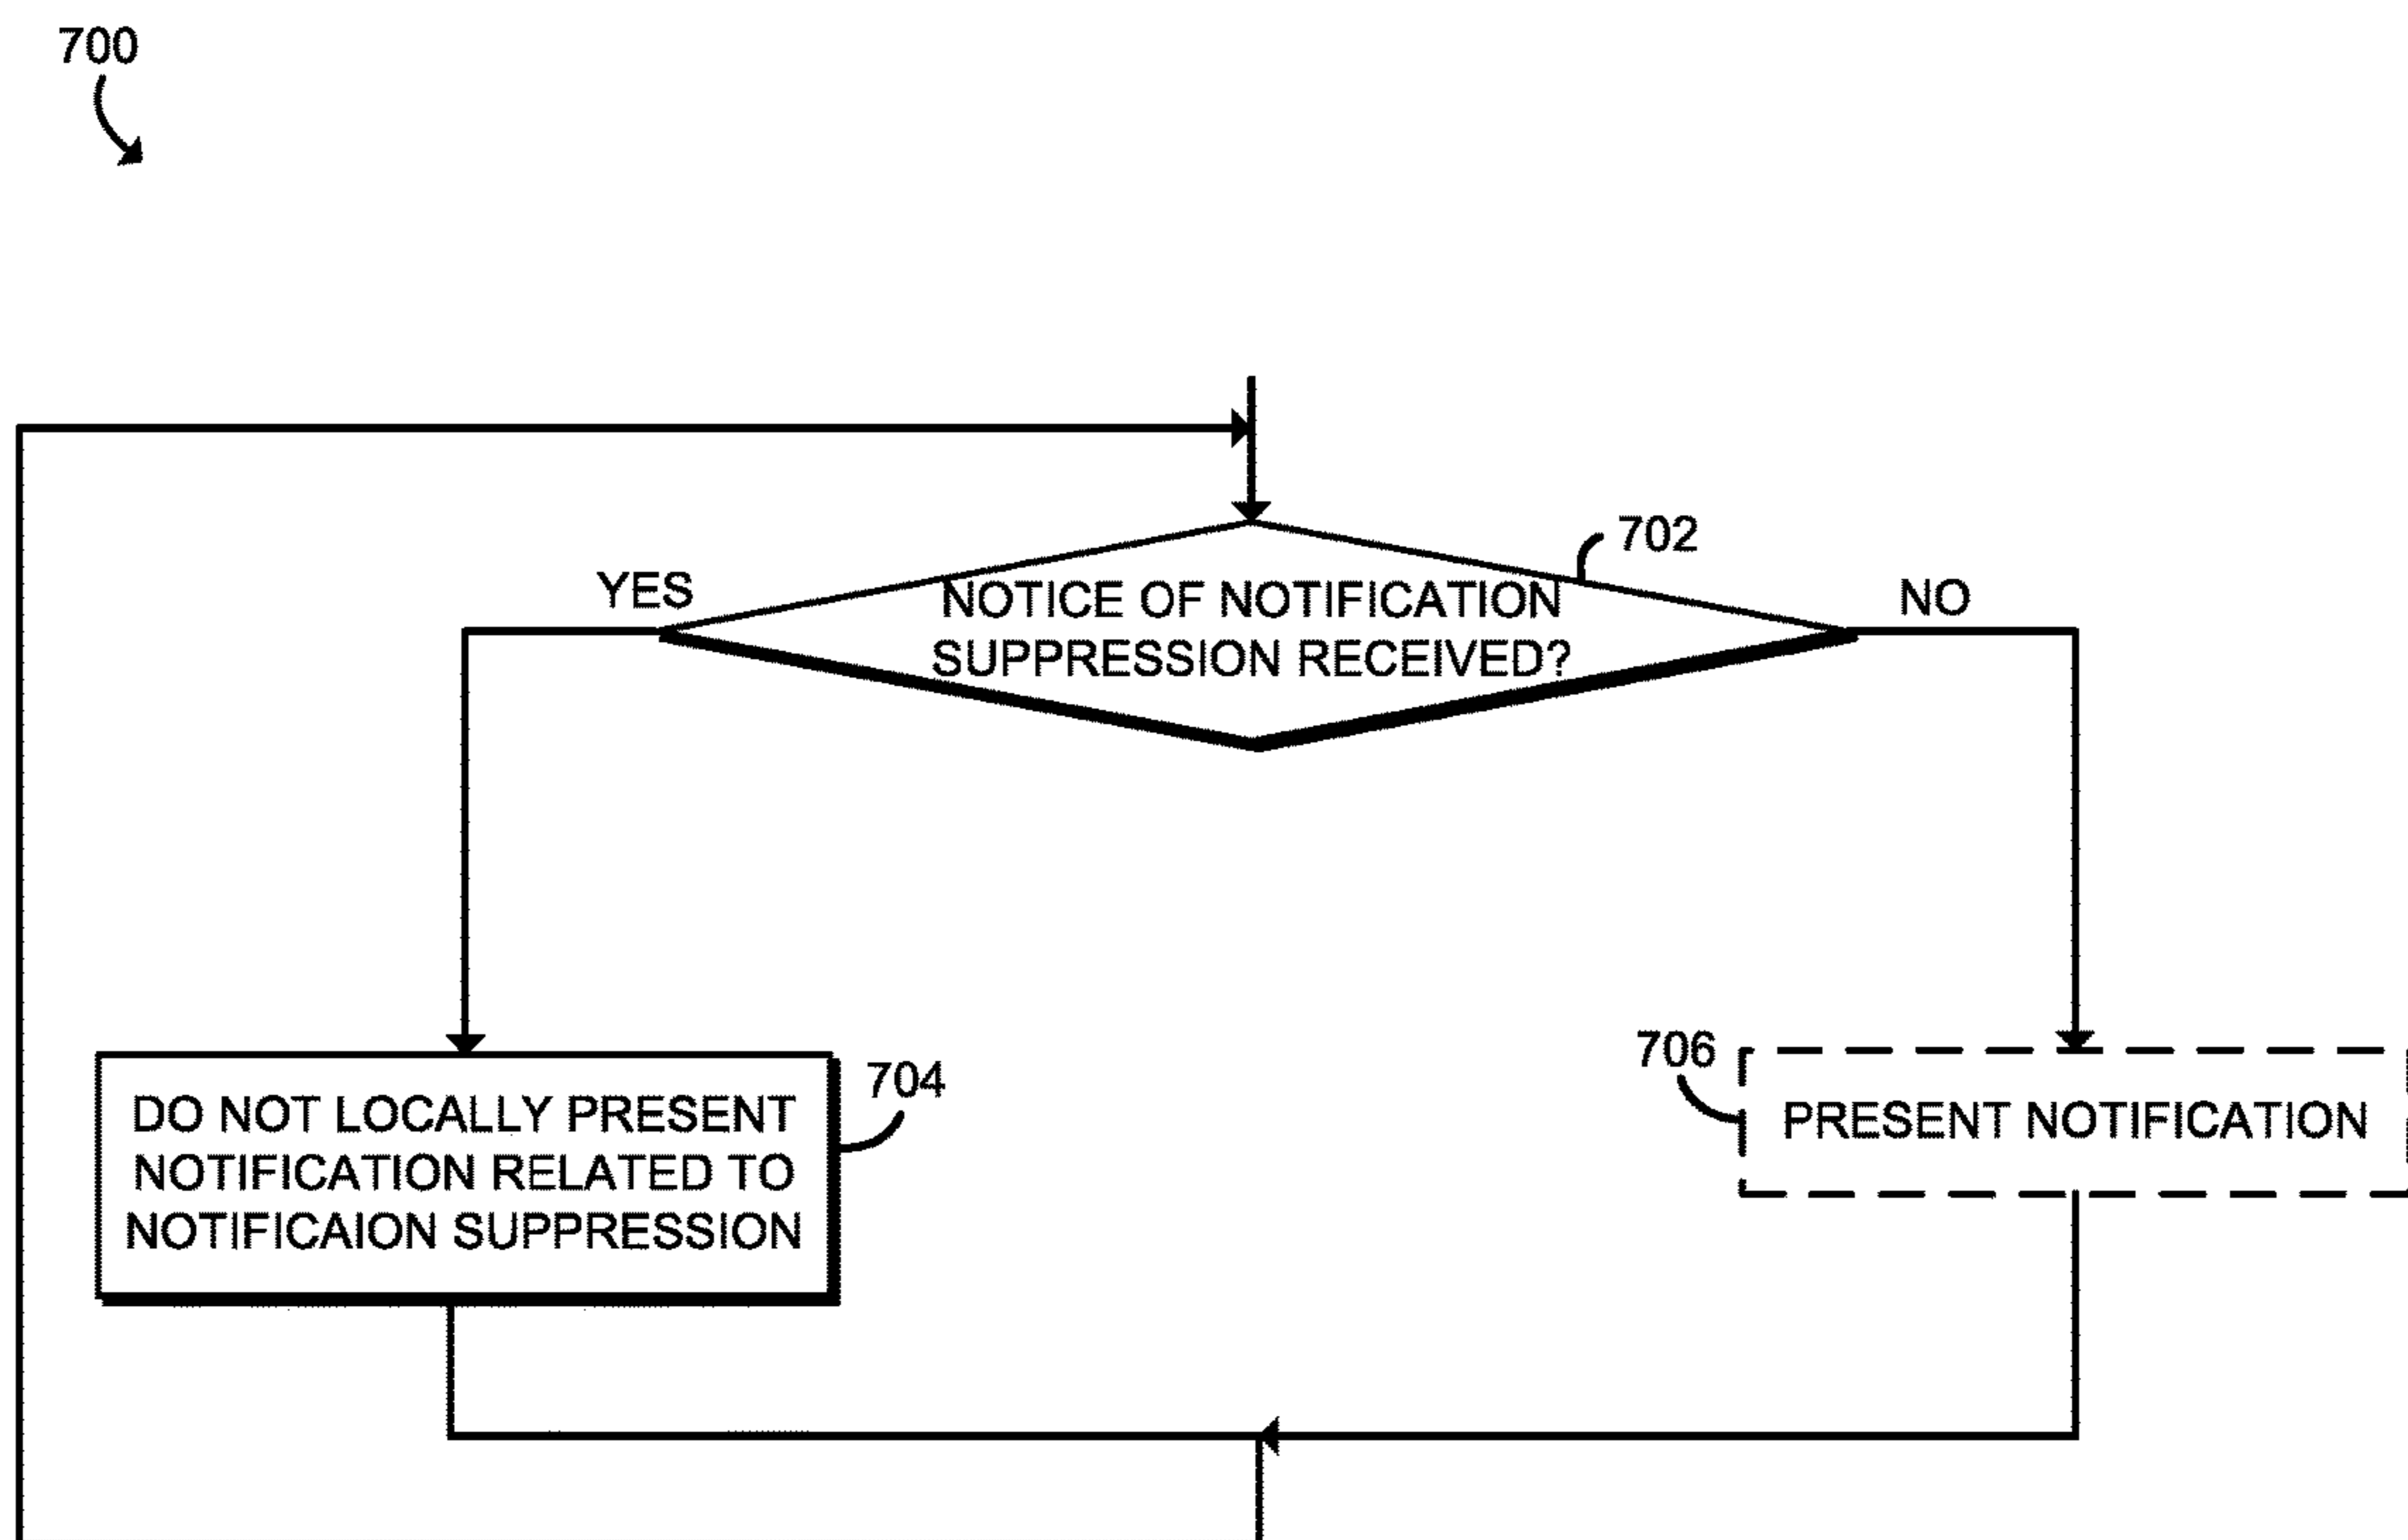 700
702
YES
NOTICE OF NOTIFICATION
SUPPRESSION RECEIVED?
NO
704
DO NOT LOCALLY PRESENT
NOTIFICATION RELATED TO
NOTIFICAION SUPPRESSION
706
PRESENT NOTIFICATION